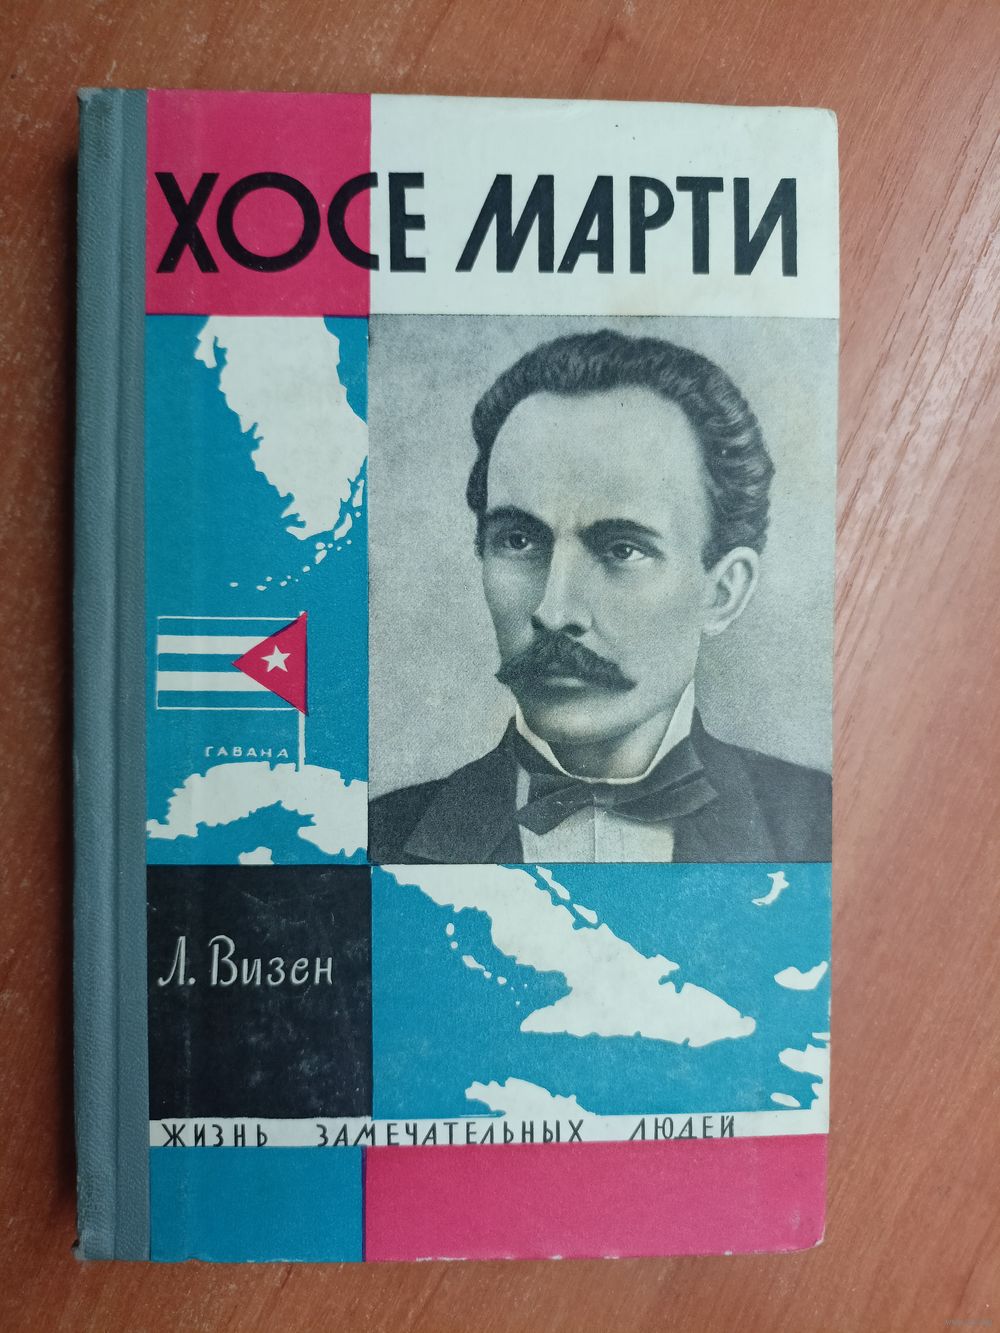 ХОСЕ МАРТИ
ГАВАНА
Л. Визен
ЖИЗНЬ ЗАМЕЧАТЕЛЬНЫХ ЛЮДЕЙ